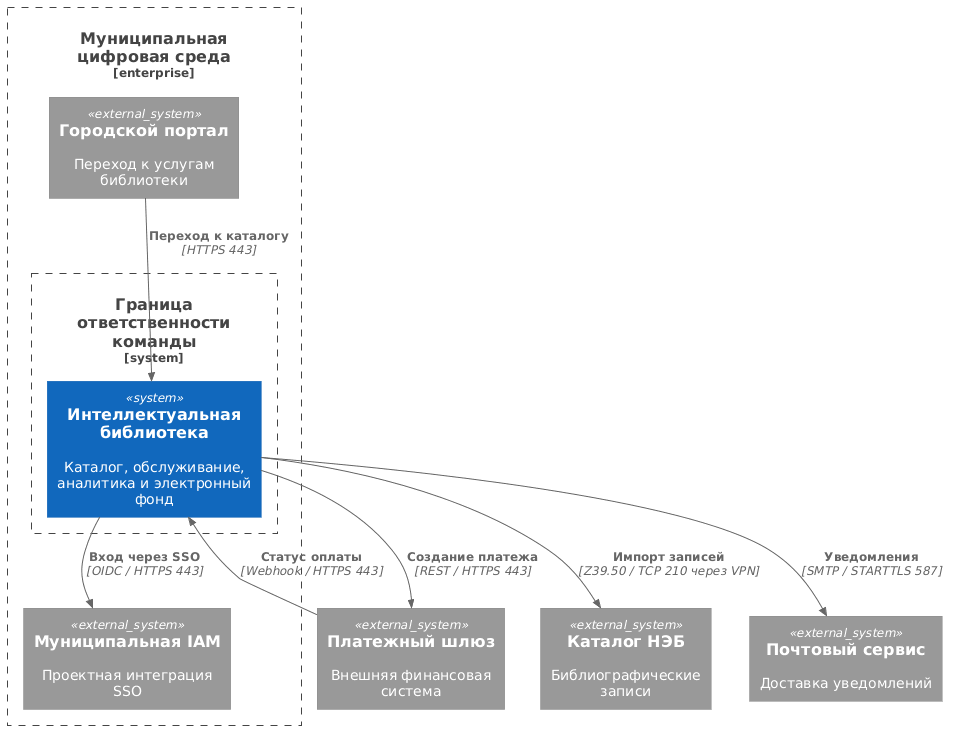 Муниципальная
цифровая среда
[enterprise]
«external_system»
Городской портал
Переход к услугам
библиотеки
Переход к каталогу
[HTTPS 443]
Граница
ответственности
команды
[system]
«system»
Интеллектуальная
библиотека
Каталог, обслуживание,
аналитика и электронный
фонд
Вход через SSO
[OIDC / HTTPS 443]
Статус оплаты
[Webhook / HTTPS 443]
Создание платежа
[REST / HTTPS 443]
Импорт записей
[Z39.50 / TCP 210 через VPN]
Уведомления
[SMTP / STARTTLS 587]
«external_system»
Муниципальная IAM
Проектная интеграция
SSO
«external_system»
Платежный шлюз
Внешняя финансовая
система
«external_system»
Каталог НЭБ
Библиографические
записи
«external_system»
Почтовый сервис
Доставка уведомлений